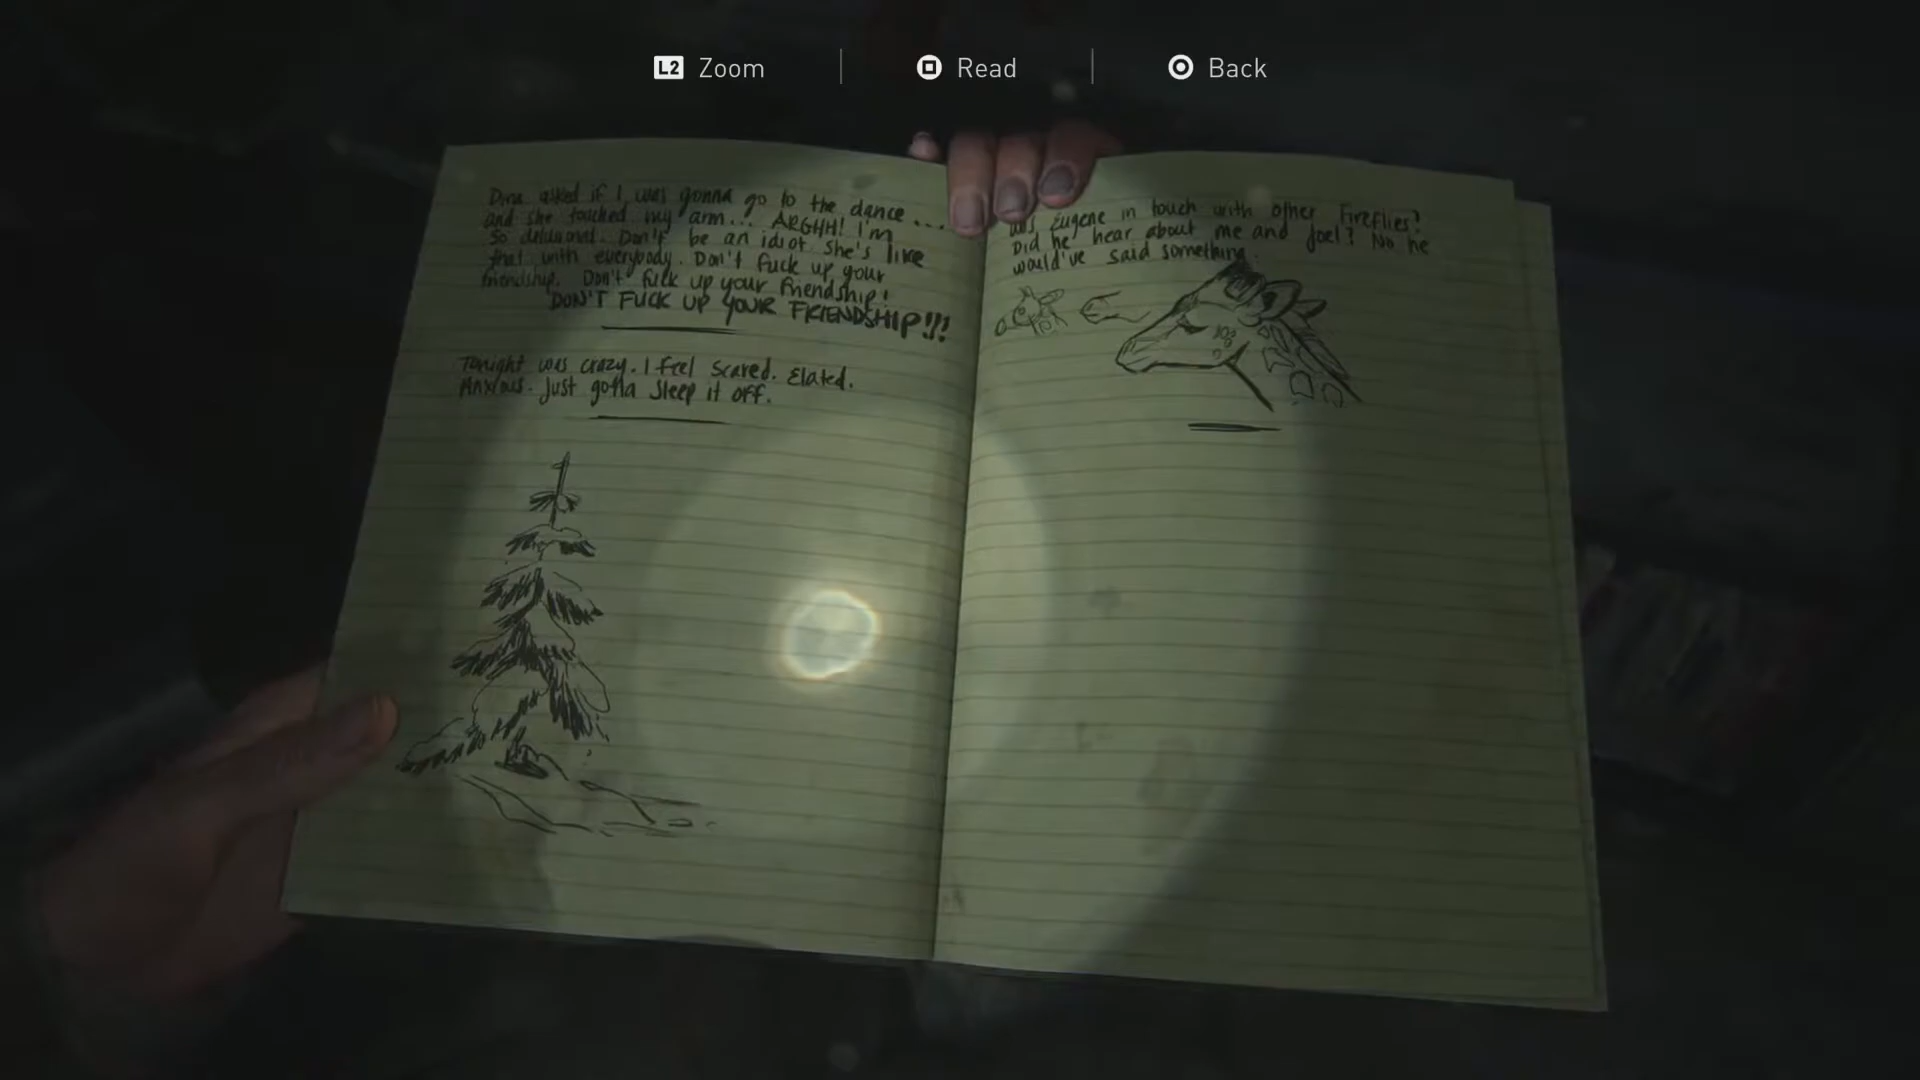 L2 Zoom
Read
Back
Dina asked if I was gonna go to the dance ...
and she touched my arm... ARGHH! I'm
so delusional. Don't be an idiot. She's like
that with everybody. Don't fuck up your
friendship. Don't fuck up your friendship!
DON'T FUCK UP YOUR FRIENDSHIP!!!
Tonight was crazy. I feel scared. Elated.
Anxious. Just gotta sleep it off.
Was Eugene in touch with other Fireflies?
Did he hear about me and Joel? No he
would've said something.